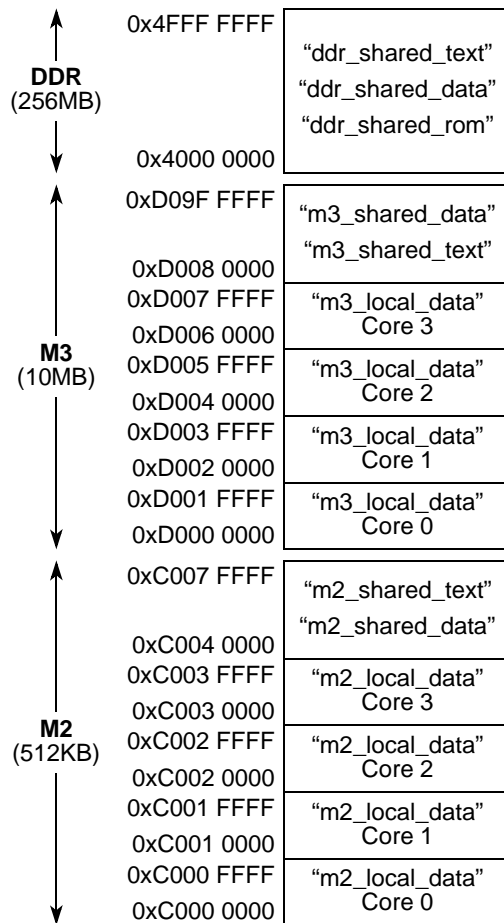 0x4FFF FFFF
"ddr_shared_text"
DDR
"ddr_shared_data"
(256MB)
"ddr_shared_rom"
0x4000 0000
0xD09F FFFF
"m3_shared_data"
"m3_shared_text"
0xD008 0000
0xD007 FFFF
"m3_local_data"
Core 3
0xD006 0000
M3
0xD005 FFFF
"m3_local_data"
(10MB)
Core 2
0xD004 0000
0xD003 FFFF
"m3_local_data"
Core 1
0xD002 0000
0xD001 FFFF
"m3_local_data"
Core 0
0xD000 0000
0xC007 FFFF
"m2_shared_text"
"m2_shared_data"
0xC004 0000
0xC003 FFFF
"m2_local_data"
Core 3
0xC003 0000
M2
0xC002 FFFF
"m2_local_data"
(512KB)
Core 2
0xC002 0000
0xC001 FFFF
"m2_local_data"
Core 1
0xC001 0000
0xC000 FFFF
"m2_local_data"
Core 0
0xC000 0000